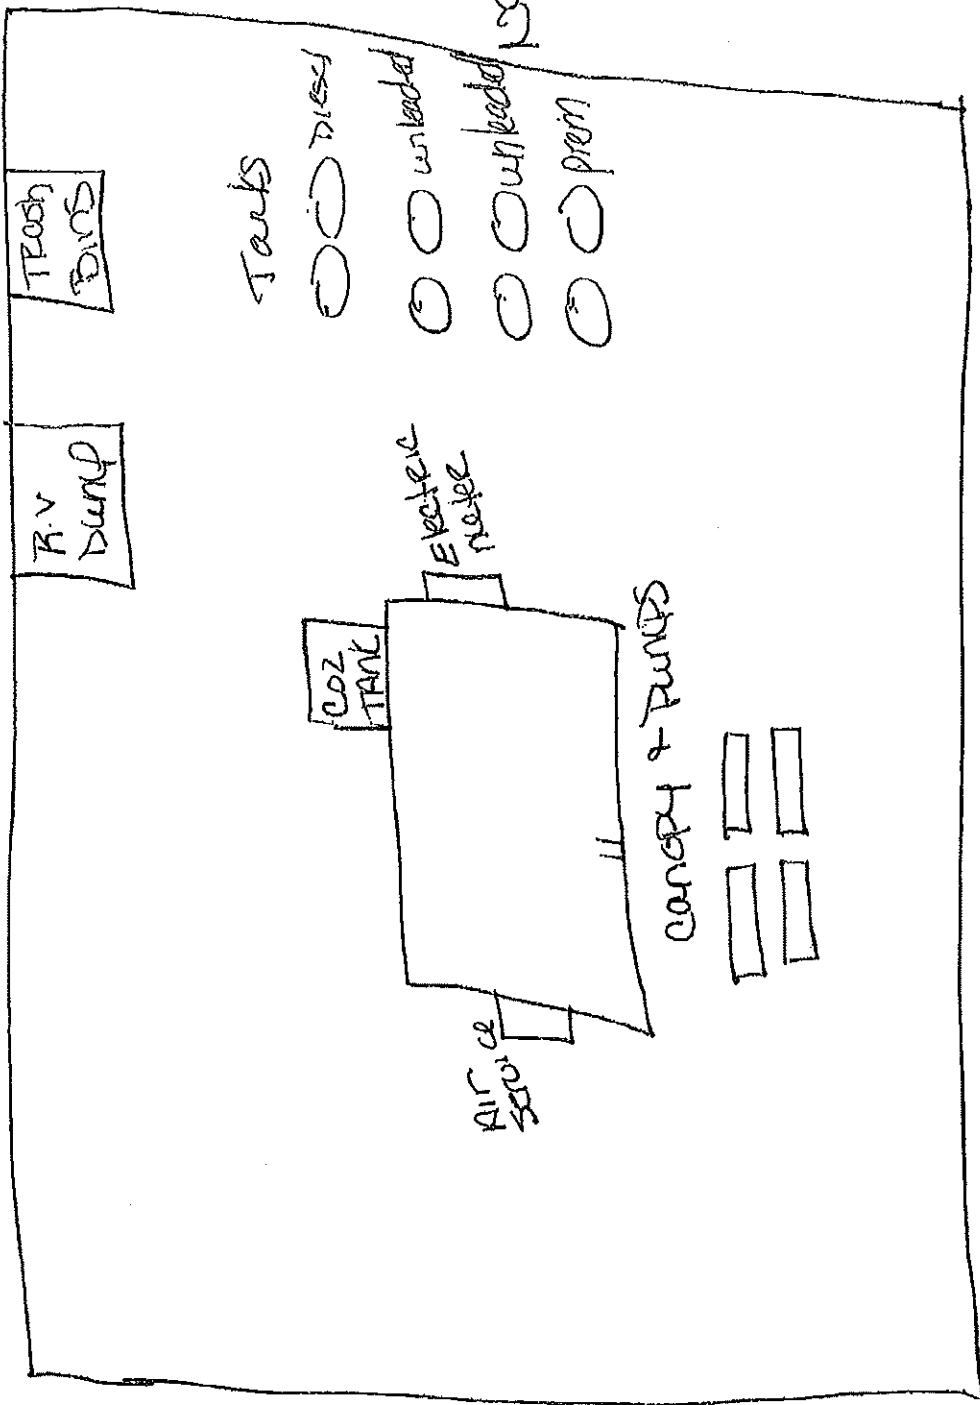 R.V
Dump
TRash
Bins
Tanks
CO2
TANK
Diesel
unleaded
unleaded
prem
Electric
meter
AIR
Service
Canopy & Pumps